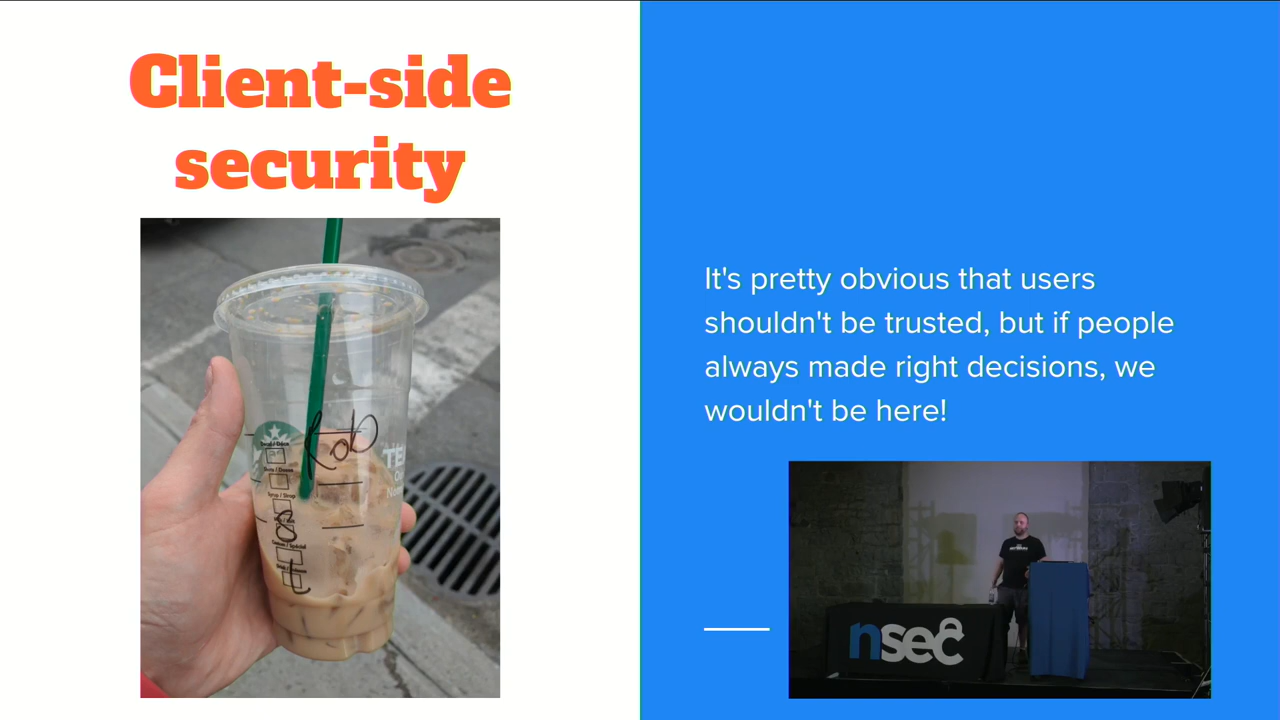 Client-side
security
It's pretty obvious that users
shouldn't be trusted, but if people
always made right decisions, we
wouldn't be here!
Rob
TE
nsec